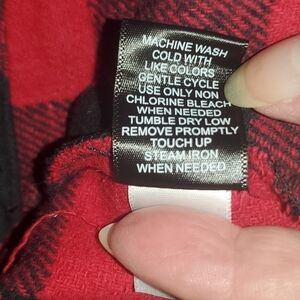 MACHINE WASH
COLD WITH
LIKE COLORS
GENTLE CYCLE
USE ONLY NON
CHLORINE BLEACH
WHEN NEEDED
TUMBLE DRY LOW
REMOVE PROMPTLY
TOUCH UP
STEAM IRON
WHEN NEEDED